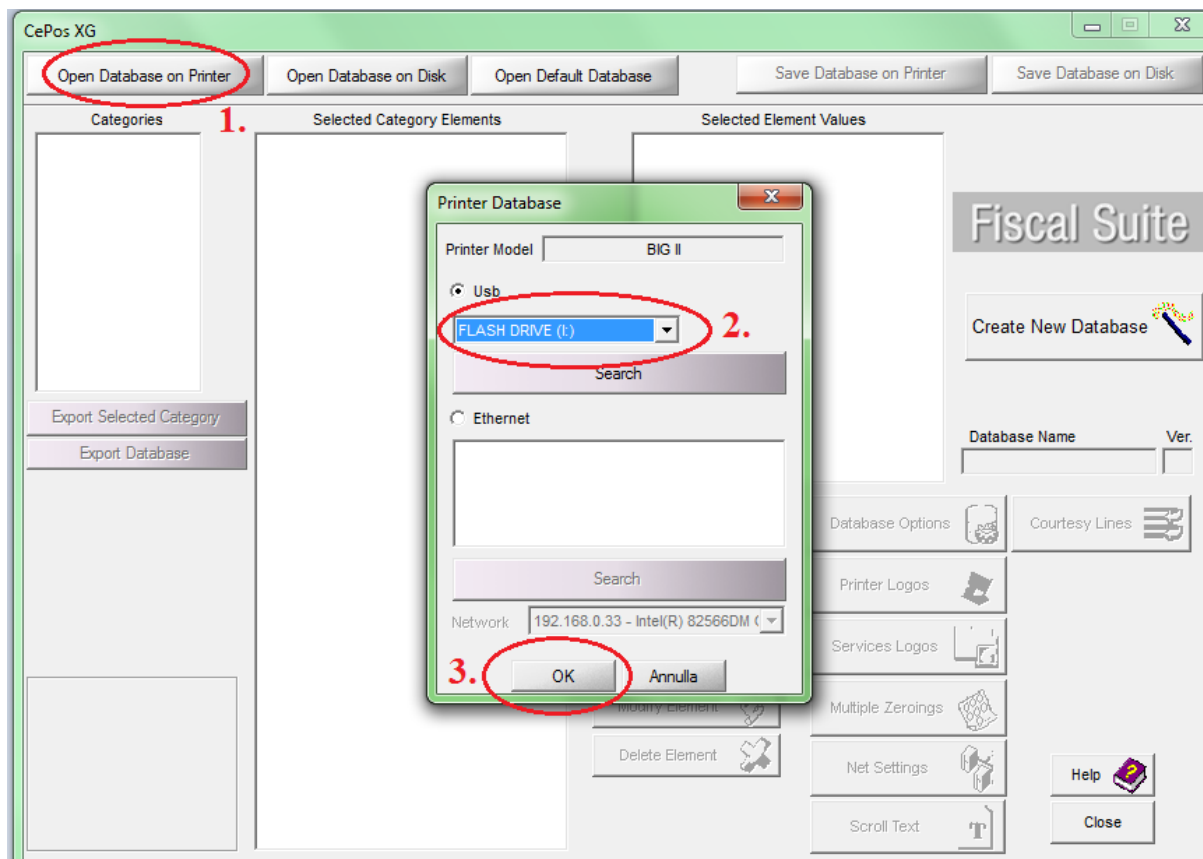 CePos XG
Open Database on Printer
Open Database on Disk
Open Default Database
Save Database on Printer
Save Database on Disk
1.
Categories
Selected Category Elements
Selected Element Values
Printer Database
Printer Model
BIG II
Usb
FLASH DRIVE (I:)
2.
Search
Ethernet
Search
Network
192.168.0.33 - Intel(R) 82566DM
3.
OK
Annulla
Fiscal Suite
Create New Database
Export Selected Category
Export Database
Database Name
Ver.
Database Options
Courtesy Lines
Printer Logos
Services Logos
Modify Element
Multiple Zeroings
Delete Element
Net Settings
Scroll Text
Help
Close